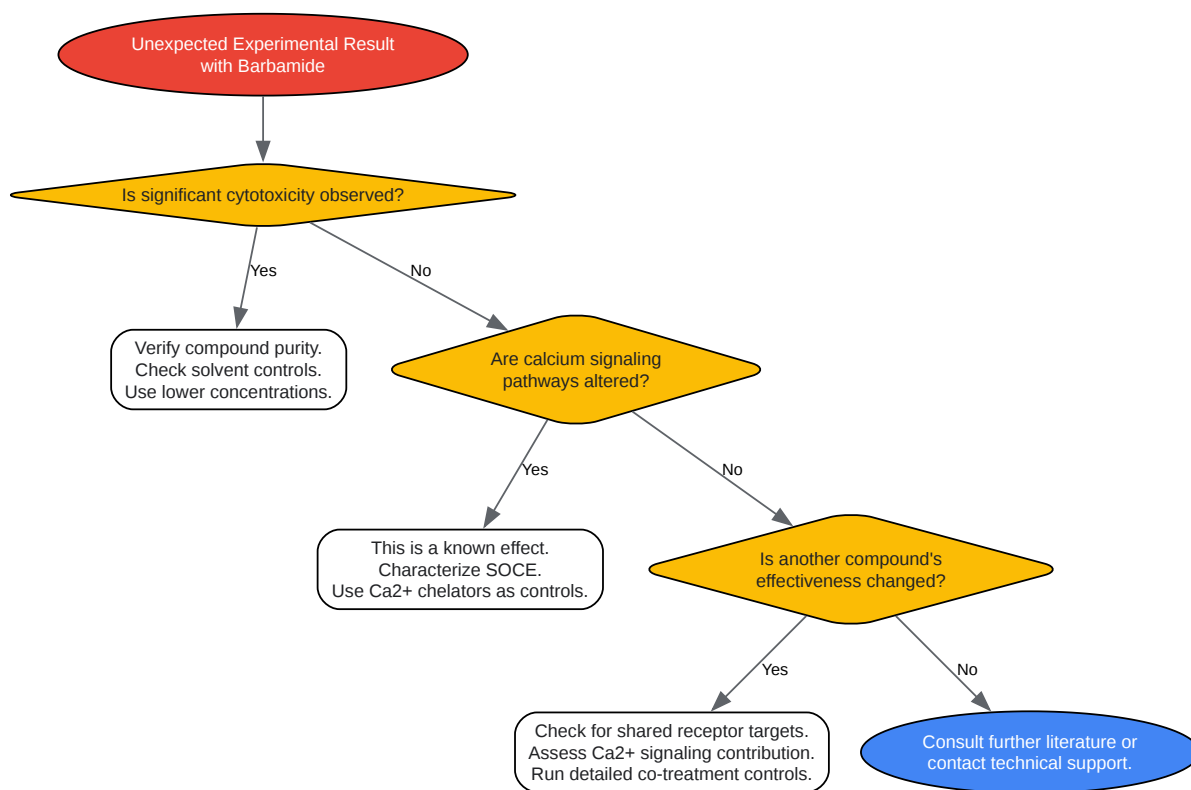 Unexpected Experimental Result
with Barbamide
Is significant cytotoxicity observed?
Yes
No
Verify compound purity.
Check solvent controls.
Use lower concentrations.
Are calcium signaling
pathways altered?
Yes
No
This is a known effect.
Characterize SOCE.
Use Ca2+ chelators as controls.
Is another compound's
effectiveness changed?
Yes
No
Check for shared receptor targets.
Assess Ca2+ signaling contribution.
Run detailed co-treatment controls.
Consult further literature or
contact technical support.